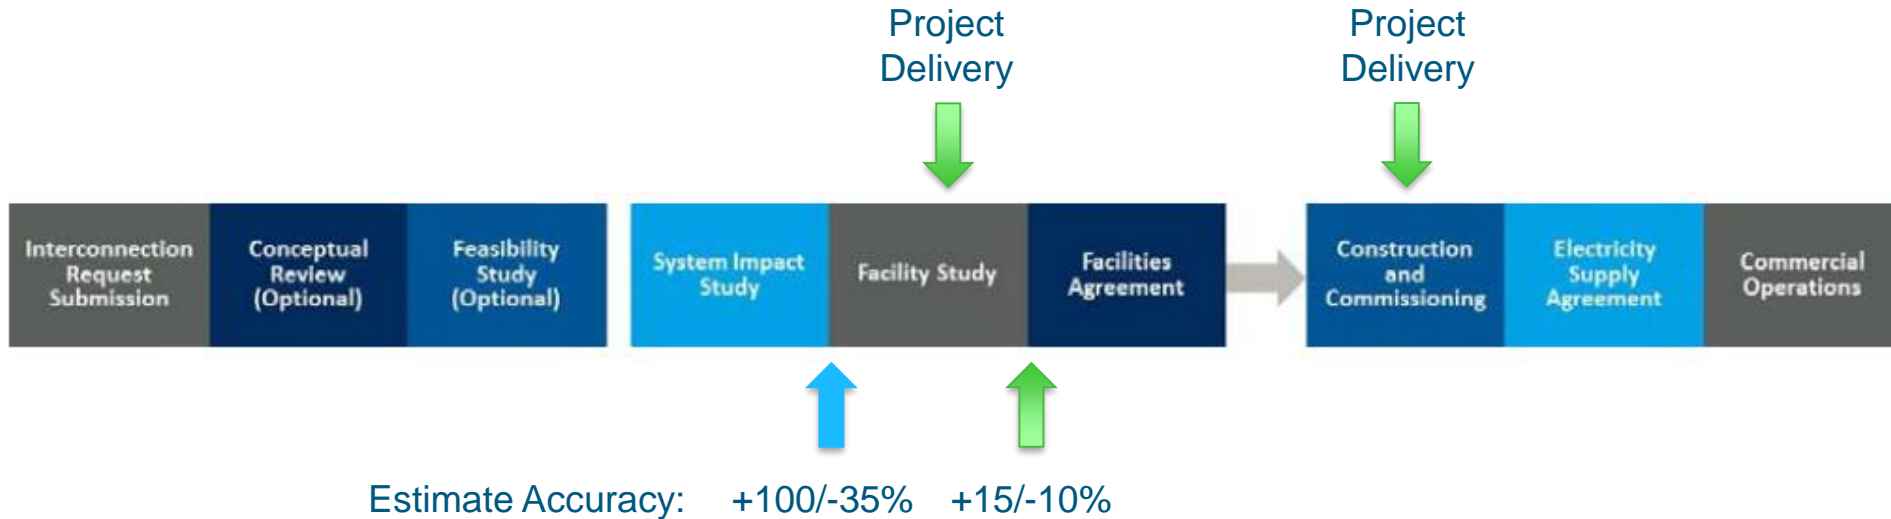 Project
Delivery
Project
Delivery
Interconnection
Request
Submission
Conceptual
Review
(Optional)
Feasibility
Study
(Optional)
System Impact
Study
Facility Study
Facilities
Agreement
Construction
and
Commissioning
Electricity
Supply
Agreement
Commercial
Operations
Estimate Accuracy: +100/-35% +15/-10%